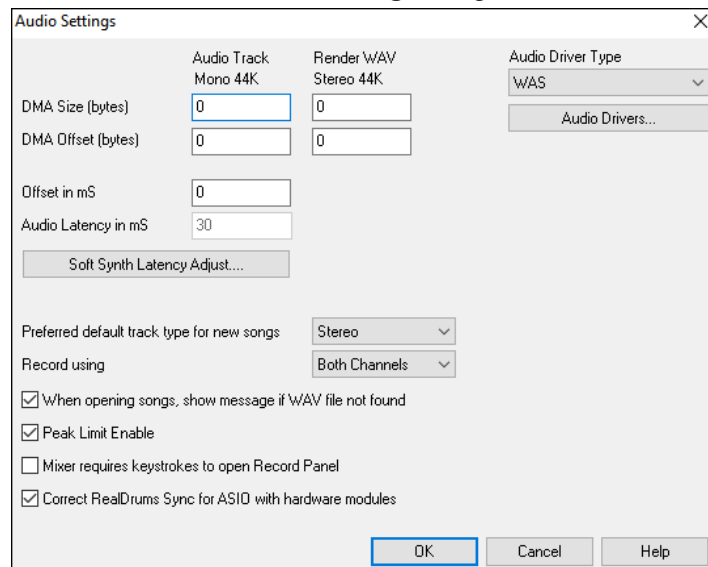 Audio Settings
Audio Track
Mono 44K
Render WAV
Stereo 44K
Audio Driver Type
WAS
Audio Drivers...
DMA Size (bytes)
0
0
DMA Offset (bytes)
0
0
Offset in mS
0
Audio Latency in mS
30
Soft Synth Latency Adjust....
Preferred default track type for new songs
Stereo
Record using
Both Channels
When opening songs, show message if WAV file not found
Peak Limit Enable
Mixer requires keystrokes to open Record Panel
Correct RealDrums Sync for ASIO with hardware modules
OK
Cancel
Help